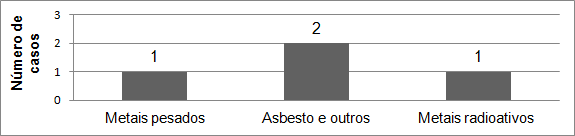 Número de
casos
3
2
1
0
1
2
1
Metais pesados
Asbesto e outros
Metais radioativos